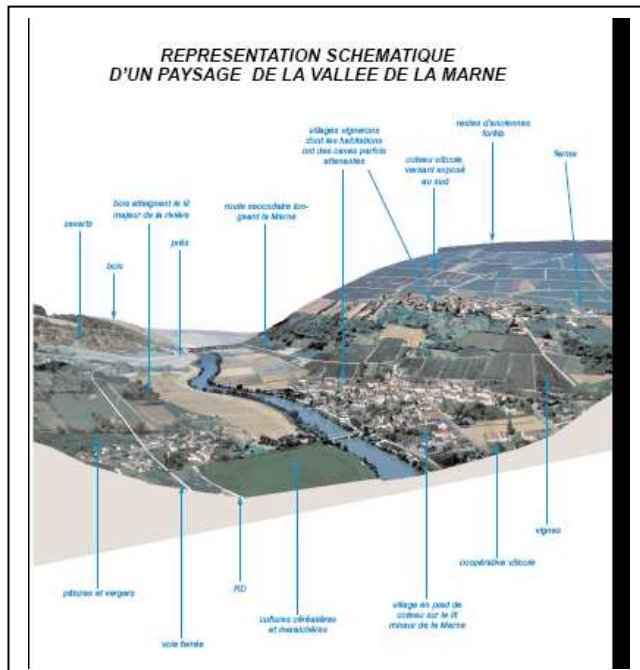 REPRESENTATION SCHEMATIQUE
D'UN PAYSAGE DE LA VALLEE DE LA MARNE
villages vignerons
dont les habitations
ont des caves parfois
attenantes
restes d'anciennes
forêts
coteau viticole,
versant exposé
au sud
ferme
bois atteignent le lit
majeur de la rivière
route secondaire lon-
geant la Marne
savarts
près
bois
vignes
coopérative viticole
pâtures et vergers
RD
cultures céréalières
et maraîchères
village en pied de
coteau sur le lit
mineur de la Marne
voie ferrée